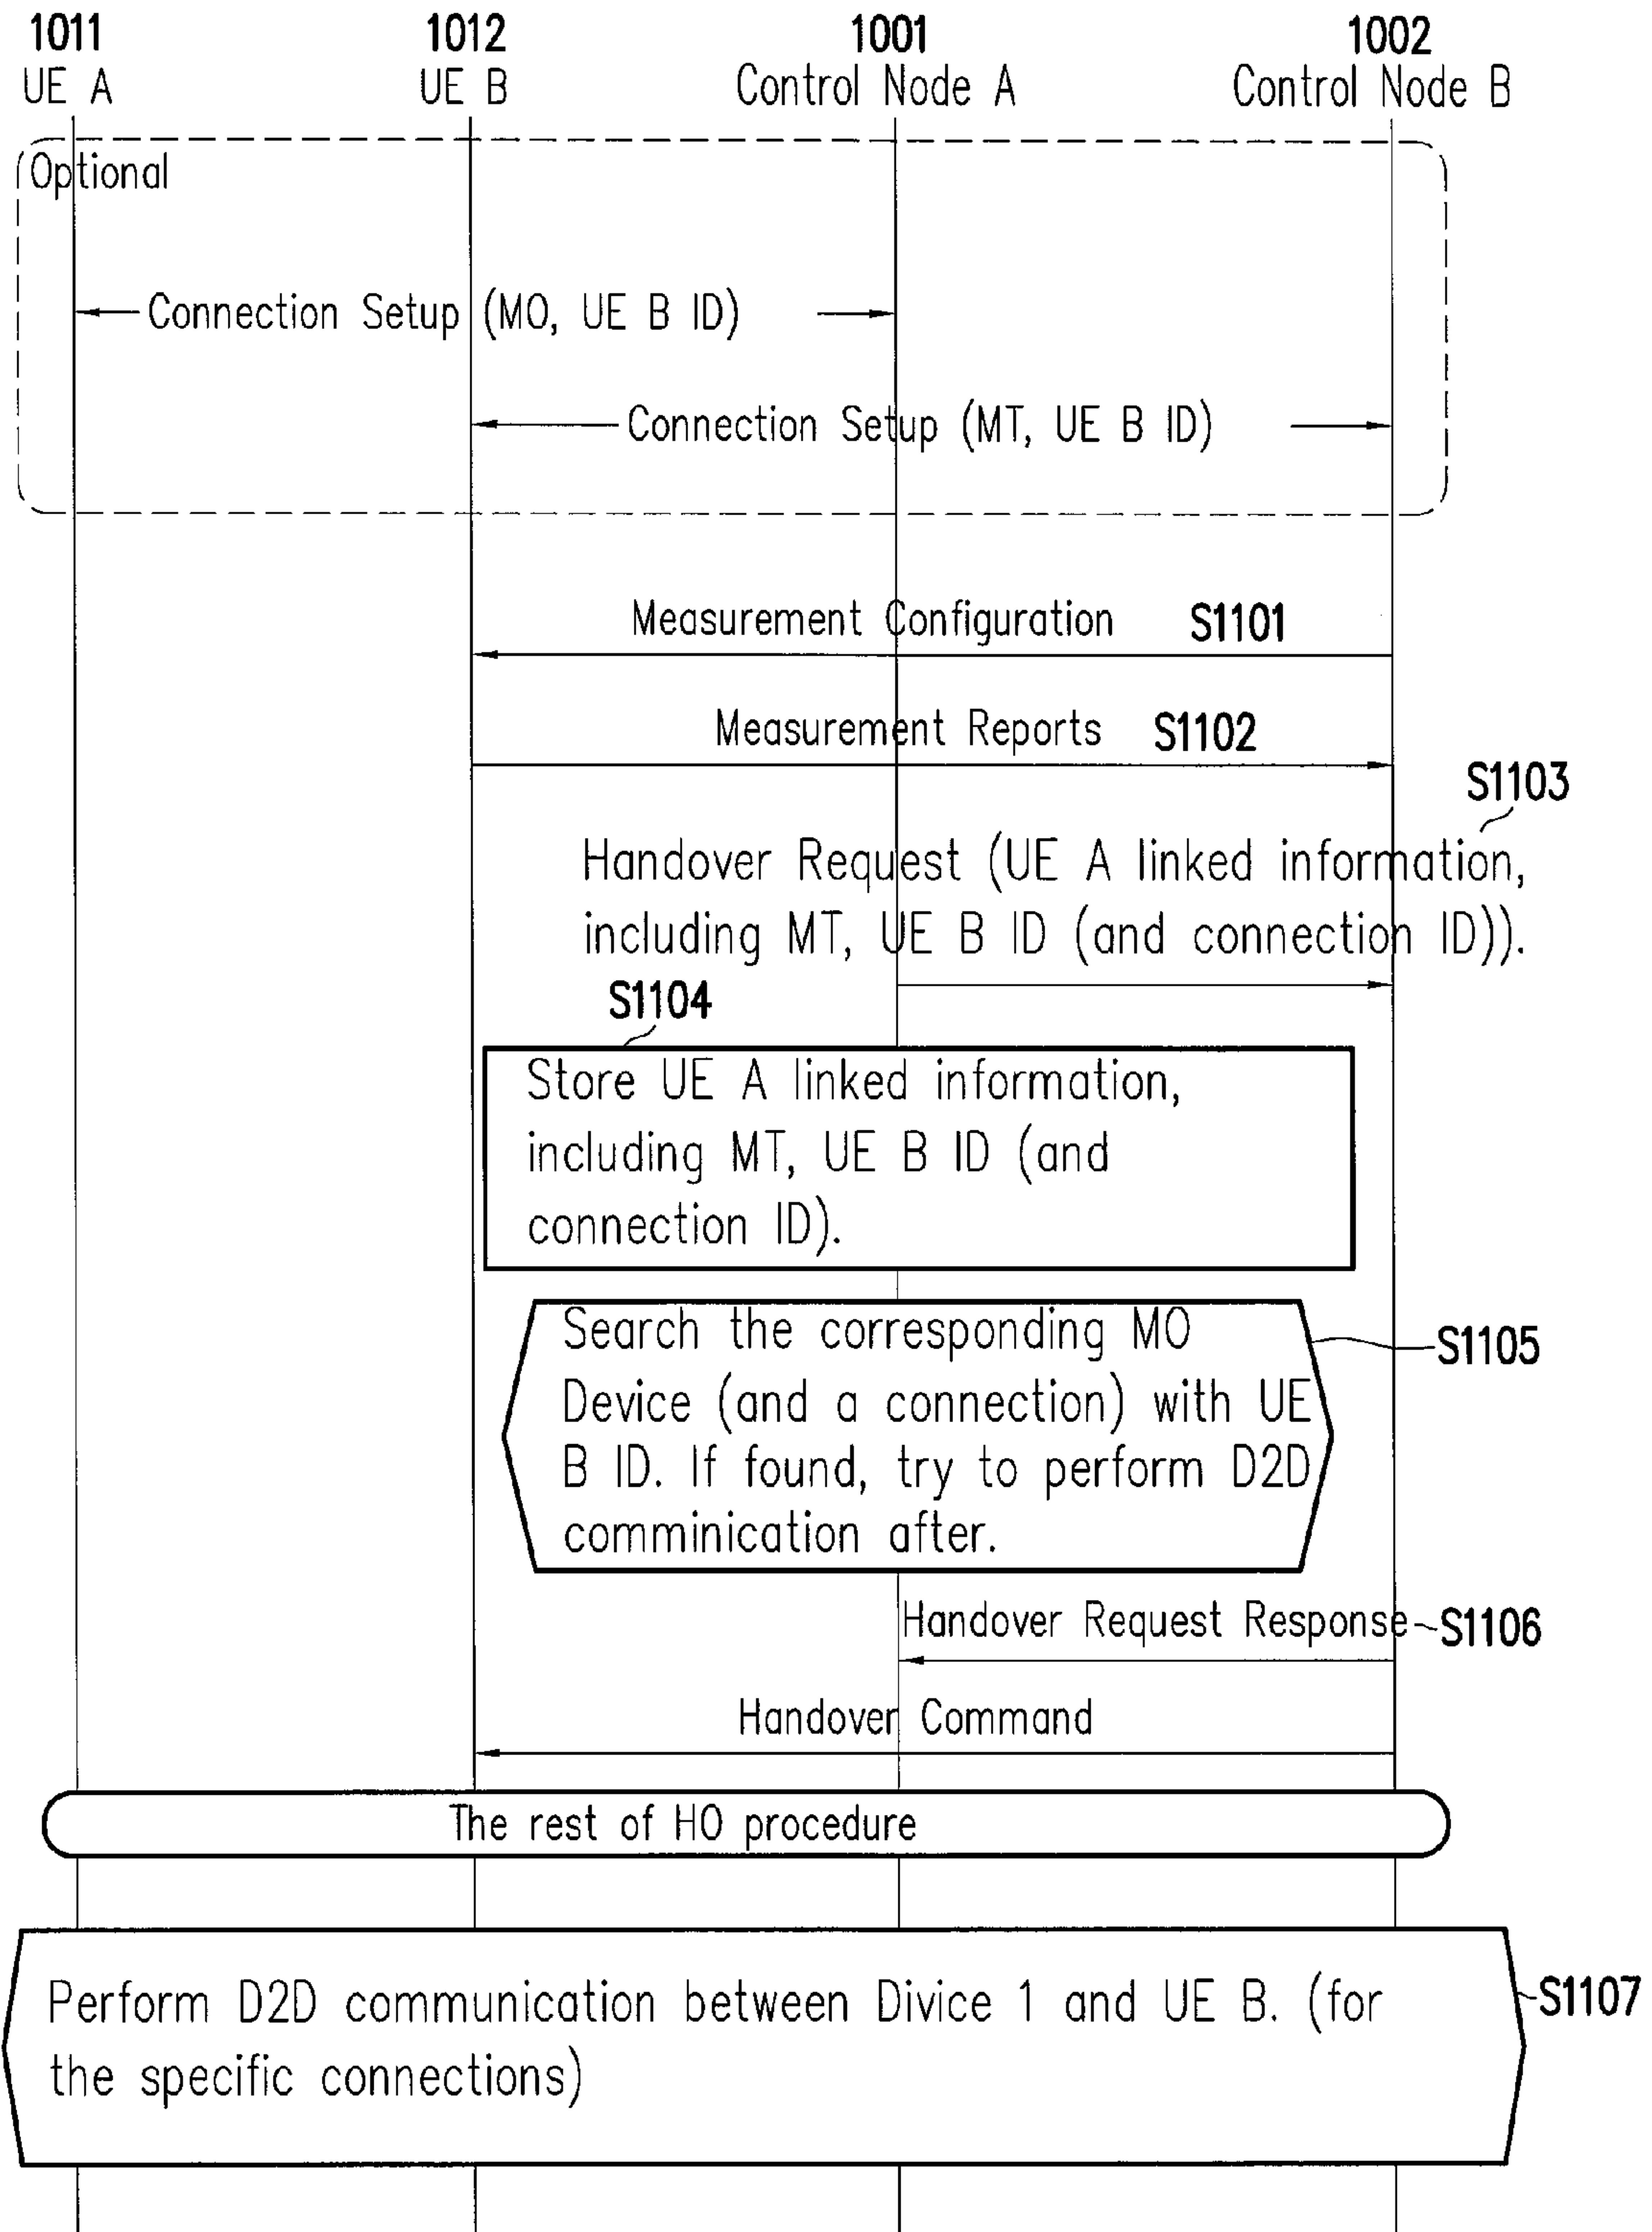 1011 1012 1001 1002
UE A UE B Control Node A Control Node B
Optional
Connection Setup (MO, UE B ID)
Connection Setup (MT, UE B ID)
Measurement Configuration S1101
Measurement Reports S1102
S1103
Handover Request (UE A linked information,
including MT, UE B ID (and connection ID)).
S1104
Store UE A linked information,
including MT, UE B ID (and
connection ID).
Search the corresponding MO
S1105
Device (and a connection) with UE
B ID. If found, try to perform D2D
comminication after.
Handover Request Response S1106
Handover Command
The rest of HO procedure
Perform D2D communication between Divice 1 and UE B. (for
S1107
the specific connections)